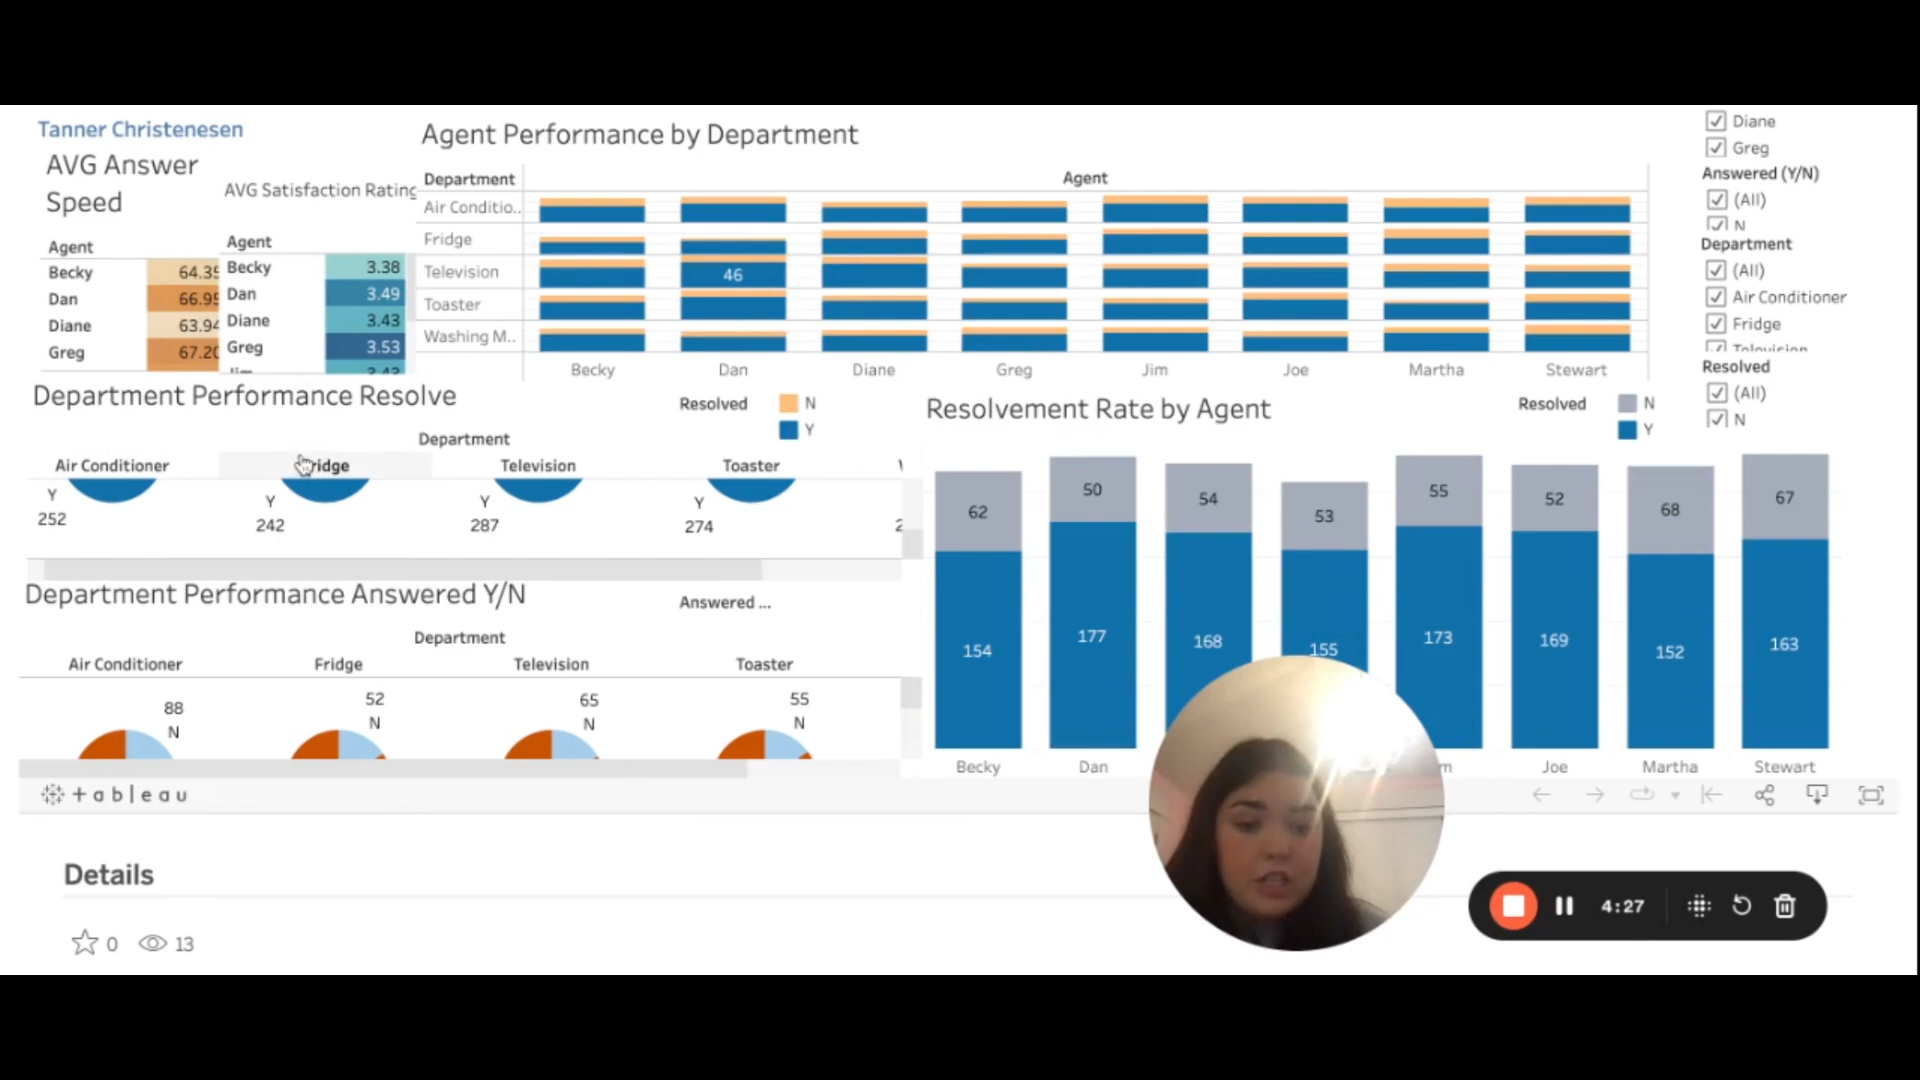 Tanner Christenesen
AVG Answer
Speed
Agent
Becky 64.35
Dan 66.95
Diane 63.94
Greg 67.20
AVG Satisfaction Rating
Agent
Becky 3.38
Dan 3.49
Diane 3.43
Greg 3.53
Agent Performance by Department
Department
Agent
Air Conditio..
Fridge
Television
46
Toaster
Washing M..
Becky Dan Diane Greg Jim Joe Martha Stewart
Diane
Greg
Answered (Y/N)
(All)
N
Department
(All)
Air Conditioner
Fridge
Television
Resolved
(All)
N
Department Performance Resolve
Resolved
N
Y
Department
Air Conditioner Fridge Television Toaster
Y Y Y Y
252 242 287 274
Department Performance Answered Y/N
Answered ...
Department
Air Conditioner Fridge Television Toaster
88 52 65 55
N N N N
Resolvement Rate by Agent
Resolved
N
Y
62 50 54 53 55 52 68 67
154 177 168 155 173 169 152 163
Becky Dan m Joe Martha Stewart
+ableau
Details
0 13
4:27